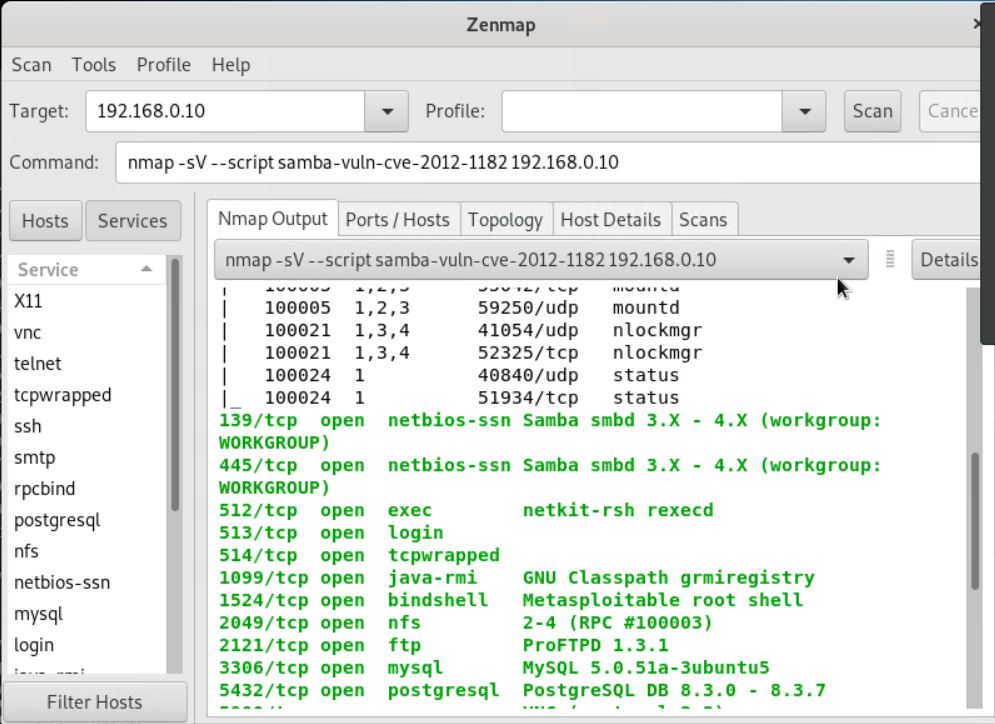 Zenmap
Scan Tools Profile Help
Target: 192.168.0.10 Profile: Scan Cance
Command: nmap -sV --script samba-vuln-cve-2012-1182 192.168.0.10
Hosts Services
Nmap Output Ports / Hosts Topology Host Details Scans
nmap -sV --script samba-vuln-cve-2012-1182 192.168.0.10 Details
Service
X11
vnc
telnet
tcpwrapped
ssh
smtp
rpcbind
postgresql
nfs
netbios-ssn
mysql
login
java-rmi
Filter Hosts
| 100005 1,2,3 59250/udp mountd
| 100021 1,3,4 41054/udp nlockmgr
| 100021 1,3,4 52325/tcp nlockmgr
| 100024 1 40840/udp status
|_ 100024 1 51934/tcp status
139/tcp open netbios-ssn Samba smbd 3.X - 4.X (workgroup:
WORKGROUP)
445/tcp open netbios-ssn Samba smbd 3.X - 4.X (workgroup:
WORKGROUP)
512/tcp open exec netkit-rsh rexecd
513/tcp open login
514/tcp open tcpwrapped
1099/tcp open java-rmi GNU Classpath grmiregistry
1524/tcp open bindshell Metasploitable root shell
2049/tcp open nfs 2-4 (RPC #100003)
2121/tcp open ftp ProFTPD 1.3.1
3306/tcp open mysql MySQL 5.0.51a-3ubuntu5
5432/tcp open postgresql PostgreSQL DB 8.3.0 - 8.3.7